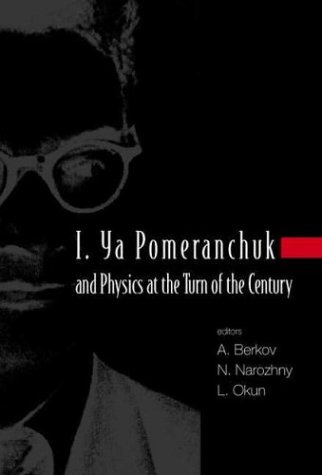 I. Ya Pomeranchuk
and Physics at the Turn of the Century
editors
A. Berkov
N. Narozhny
L. Okun